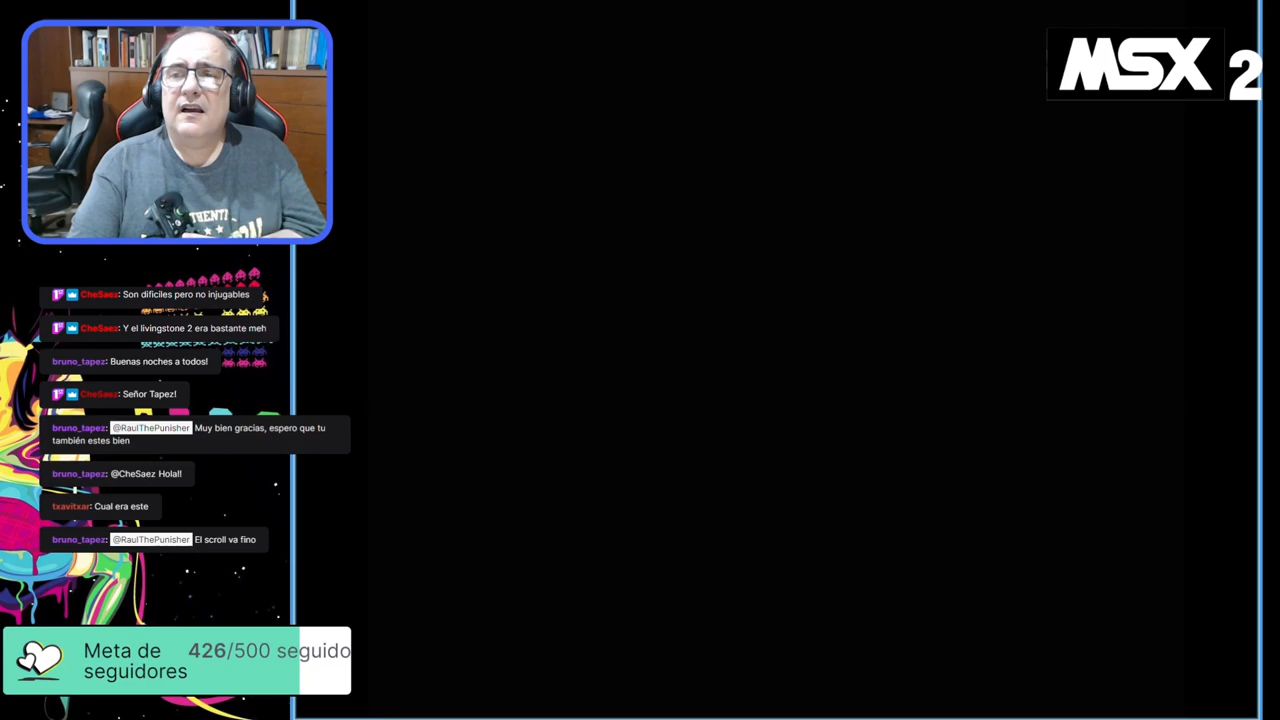 MSX 2
CheSaez: Son dificiles pero no injugables
CheSaez: Y el livingstone 2 era bastante meh
bruno_tapez: Buenas noches a todos!
CheSaez: Señor Tapez!
bruno_tapez: @RaulThePunisher Muy bien gracias, espero que tu
también estes bien
bruno_tapez: @CheSaez Hola!!
txavitxar: Cual era este
bruno_tapez: @RaulThePunisher El scroll va fino
Meta de
seguidores
426/500 seguido